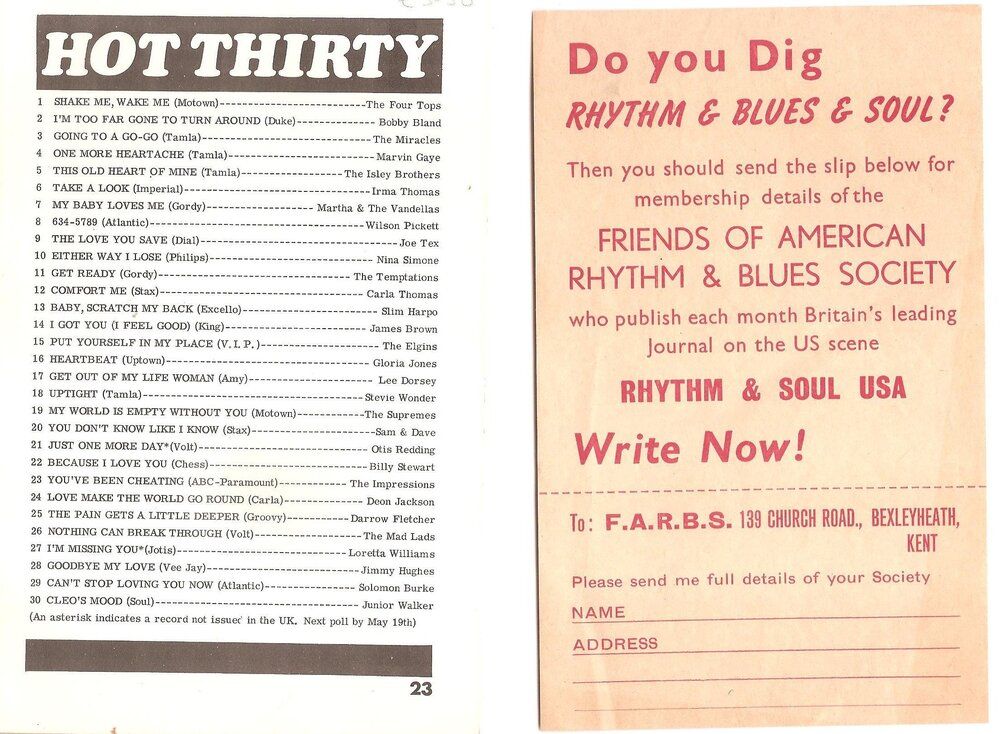 HOT THIRTY
1 SHAKE ME, WAKE ME (Motown)-----------------------------The Four Tops
2 I'M TOO FAR GONE TO TURN AROUND (Duke)---------- Bobby Bland
3 GOING TO A GO-GO (Tamla)---------------------------------- The Miracles
4 ONE MORE HEARTACHE (Tamla)----------------------------- Marvin Gaye
5 THIS OLD HEART OF MINE (Tamla)-------------------- The Isley Brothers
6 TAKE A LOOK (Imperial)------------------------------------- Irma Thomas
7 MY BABY LOVES ME (Gordy)---------------------- Martha & The Vandellas
8 634-5789 (Atlantic)------------------------------------------- Wilson Pickett
9 THE LOVE YOU SAVE (Dial)---------------------------------------- Joe Tex
10 EITHER WAY I LOSE (Philips)---------------------------------- Nina Simone
11 GET READY (Gordy)--------------------------------------- The Temptations
12 COMFORT ME (Stax)----------------------------------------- Carla Thomas
13 BABY, SCRATCH MY BACK (Excello)---------------------------- Slim Harpo
14 I GOT YOU (I FEEL GOOD) (King)----------------------------- James Brown
15 PUT YOURSELF IN MY PLACE (V.I.P.)------------------------- The Elgins
16 HEARTBEAT (Uptown)----------------------------------------- Gloria Jones
17 GET OUT OF MY LIFE WOMAN (Amy)------------------------- Lee Dorsey
18 UPTIGHT (Tamla)---------------------------------------------Stevie Wonder
19 MY WORLD IS EMPTY WITHOUT YOU (Motown)--------------The Supremes
20 YOU DON'T KNOW LIKE I KNOW (Stax)-------------------------Sam & Dave
21 JUST ONE MORE DAY*(Volt)---------------------------------- Otis Redding
22 BECAUSE I LOVE YOU (Chess)-------------------------------- Billy Stewart
23 YOU'VE BEEN CHEATING (ABC-Paramount)-------------- The Impressions
24 LOVE MAKE THE WORLD GO ROUND (Carla)--------------- Deon Jackson
25 THE PAIN GETS A LITTLE DEEPER (Groovy)------------Darrow Fletcher
26 NOTHING CAN BREAK THROUGH (Volt)---------------------- The Mad Lads
27 I'M MISSING YOU*(Jotis)-----------------------------------Loretta Williams
28 GOODBYE MY LOVE (Vee Jay)------------------------------- Jimmy Hughes
29 CAN'T STOP LOVING YOU NOW (Atlantic)------------------- Solomon Burke
30 CLEO'S MOOD (Soul)---------------------------------------- Junior Walker
(An asterisk indicates a record not issued in the UK. Next poll by May 19th)
23
Do you Dig
RHYTHM & BLUES & SOUL?
Then you should send the slip below for
membership details of the
FRIENDS OF AMERICAN
RHYTHM & BLUES SOCIETY
who publish each month Britain's leading
Journal on the US scene
RHYTHM & SOUL USA
Write Now!
To: F.A.R.B.S. 139 CHURCH ROAD., BEXLEYHEATH,
KENT
Please send me full details of your Society
NAME
ADDRESS